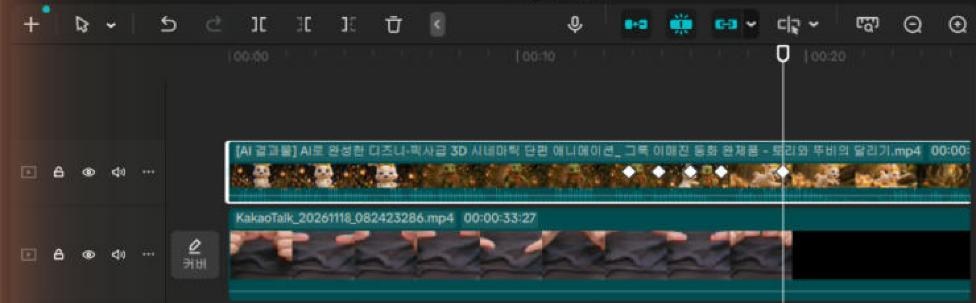 00:00
00:10
00:20
[AI 결과물] AI로 완성한 디즈니-픽사급 3D 시네마틱 단편 애니메이션_ 그록 이매진 동화 완제품 - 토리와 뚜비의 달리기.mp4 00:00:
KakaoTalk_20261118_082423286.mp4 00:00:33:27
커버